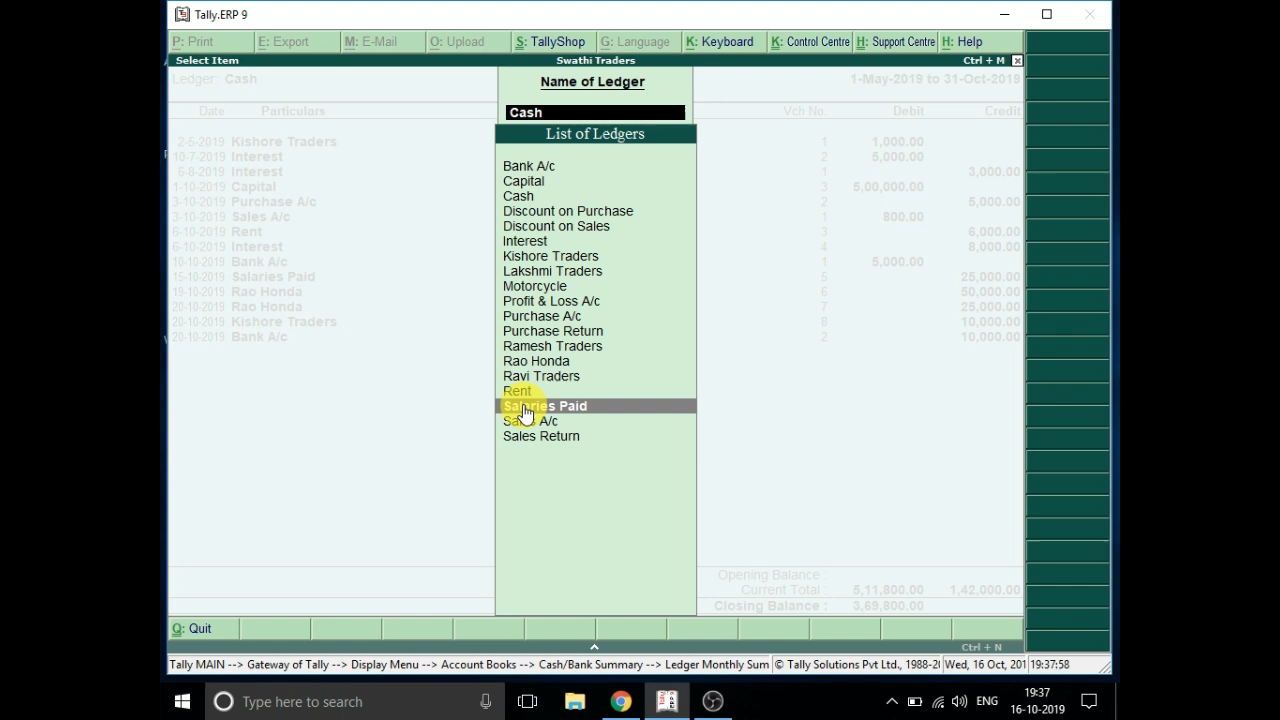 Tally.ERP 9
P: Print E: Export M: E-Mail O: Upload S: TallyShop G: Language K: Keyboard K: Control Centre H: Support Centre H: Help
Select Item Swathi Traders Ctrl + M
Ledger: Cash 1-May-2019 to 31-Oct-2019
Name of Ledger
Date Particulars Vch No. Debit Credit
Cash
List of Ledgers
2-5-2019 Kishore Traders 1 1,000.00
10-7-2019 Interest 2 5,000.00
6-8-2019 Interest 1 3,000.00
1-10-2019 Capital 3 5,00,000.00
3-10-2019 Purchase A/c 2 5,000.00
3-10-2019 Sales A/c 1 800.00
6-10-2019 Rent 3 6,000.00
6-10-2019 Interest 4 8,000.00
10-10-2019 Bank A/c 1 5,000.00
15-10-2019 Salaries Paid 5 25,000.00
19-10-2019 Rao Honda 6 50,000.00
20-10-2019 Rao Honda 7 25,000.00
20-10-2019 Kishore Traders 8 10,000.00
20-10-2019 Bank A/c 2 10,000.00
Bank A/c
Capital
Cash
Discount on Purchase
Discount on Sales
Interest
Kishore Traders
Lakshmi Traders
Motorcycle
Profit & Loss A/c
Purchase A/c
Purchase Return
Ramesh Traders
Rao Honda
Ravi Traders
Rent
Salaries Paid
Sales A/c
Sales Return
Opening Balance :
Current Total : 5,11,800.00 1,42,000.00
Closing Balance : 3,69,800.00
Q: Quit
Ctrl + N
Tally MAIN --> Gateway of Tally --> Display Menu --> Account Books --> Cash/Bank Summary --> Ledger Monthly Sum © Tally Solutions Pvt Ltd., 1988-2 Wed, 16 Oct, 201 19:37:58
Type here to search ENG 19:37
16-10-2019